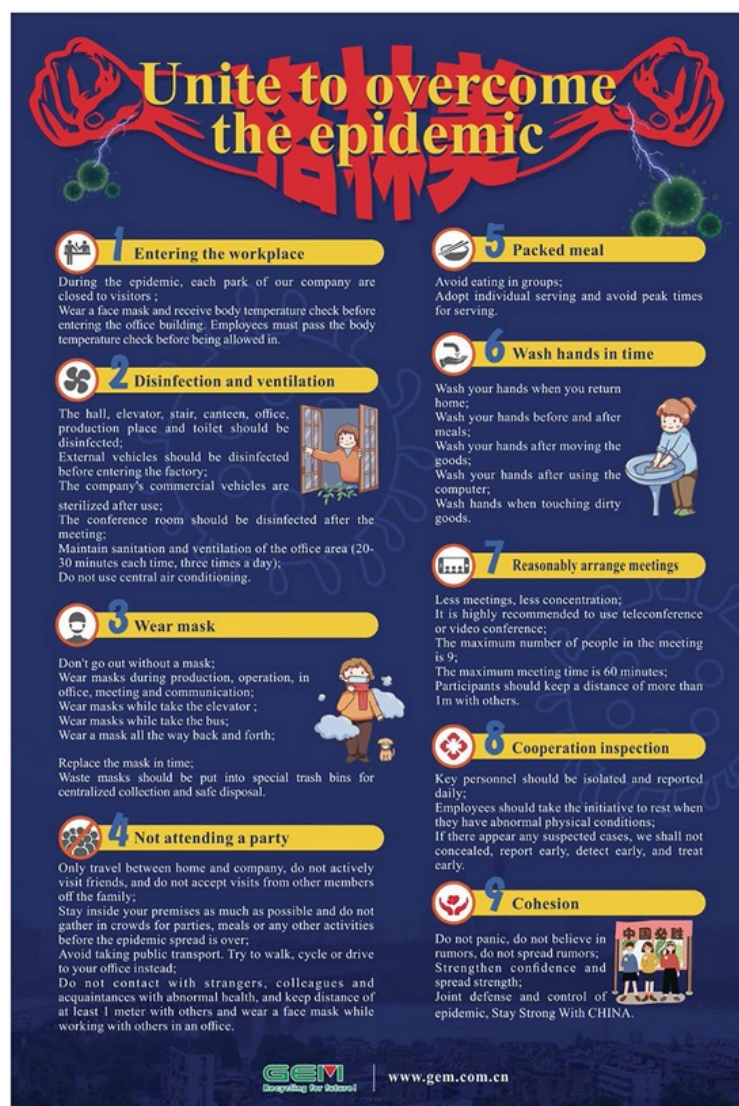 Unite to overcome
the epidemic
格林美
1 Entering the workplace
During the epidemic, each park of our company are
closed to visitors ;
Wear a face mask and receive body temperature check before
entering the office building. Employees must pass the body
temperature check before being allowed in.
2 Disinfection and ventilation
The hall, elevator, stair, canteen, office,
production place and toilet should be
disinfected;
External vehicles should be disinfected
before entering the factory;
The company's commercial vehicles are
sterilized after use;
The conference room should be disinfected after the
meeting;
Maintain sanitation and ventilation of the office area (20-
30 minutes each time, three times a day);
Do not use central air conditioning.
3 Wear mask
Don't go out without a mask;
Wear masks during production, operation, in
office, meeting and communication;
Wear masks while take the elevator ;
Wear masks while take the bus;
Wear a mask all the way back and forth;
Replace the mask in time;
Waste masks should be put into special trash bins for
centralized collection and safe disposal.
4 Not attending a party
Only travel between home and company, do not actively
visit friends, and do not accept visits from other members
off the family;
Stay inside your premises as much as possible and do not
gather in crowds for parties, meals or any other activities
before the epidemic spread is over;
Avoid taking public transport. Try to walk, cycle or drive
to your office instead;
Do not contact with strangers, colleagues and
acquaintances with abnormal health, and keep distance of
at least 1 meter with others and wear a face mask while
working with others in an office.
5 Packed meal
Avoid eating in groups;
Adopt individual serving and avoid peak times
for serving.
6 Wash hands in time
Wash your hands when you return
home;
Wash your hands before and after
meals;
Wash your hands after moving the
goods;
Wash your hands after using the
computer;
Wash hands when touching dirty
goods.
7 Reasonably arrange meetings
Less meetings, less concentration;
It is highly recommended to use teleconference
or video conference;
The maximum number of people in the meeting
is 9;
The maximum meeting time is 60 minutes;
Participants should keep a distance of more than
1m with others.
8 Cooperation inspection
Key personnel should be isolated and reported
daily;
Employees should take the initiative to rest when
they have abnormal physical conditions;
If there appear any suspected cases, we shall not
concealed, report early, detect early, and treat
early.
9 Cohesion
Do not panic, do not believe in
rumors, do not spread rumors;
Strengthen confidence and
spread strength;
Joint defense and control of
epidemic, Stay Strong With CHINA.
中国必胜
GEM
Recycling for future!
www.gem.com.cn